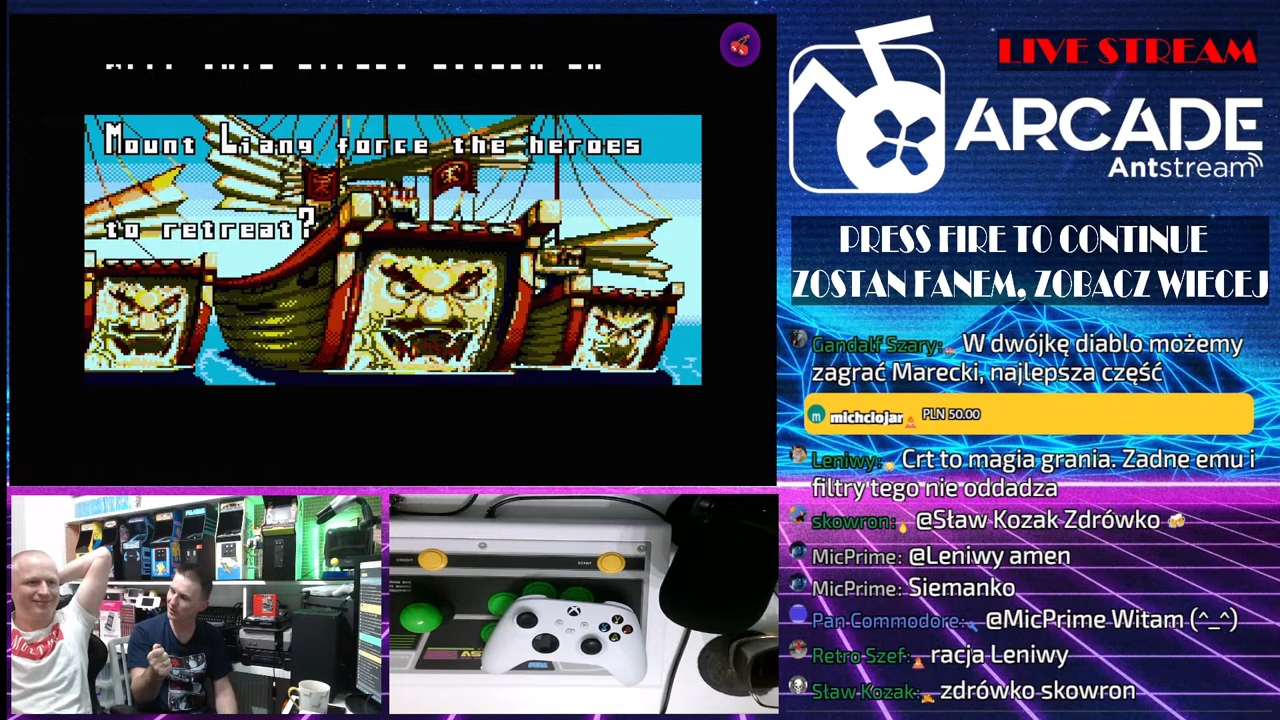 Mount Liang force the heroes
to retreat?
LIVE STREAM
ARCADE
Antstream
PRESS FIRE TO CONTINUE
ZOSTAN FANEM, ZOBACZ WIECEJ
Gandalf Szary: W dwójkę diablo możemy
zagrać Marecki, najlepsza część
m michciojar PLN 50.00
Leniwy: Crt to magia grania. Zadne emu i
filtry tego nie oddadza
skowron: @Sław Kozak Zdrówko
MicPrime: @Leniwy amen
MicPrime: Siemanko
Pan Commodore: @MicPrime Witam (^_^)
Retro Szef: racja Leniwy
Sław Kozak: zdrówko skowron